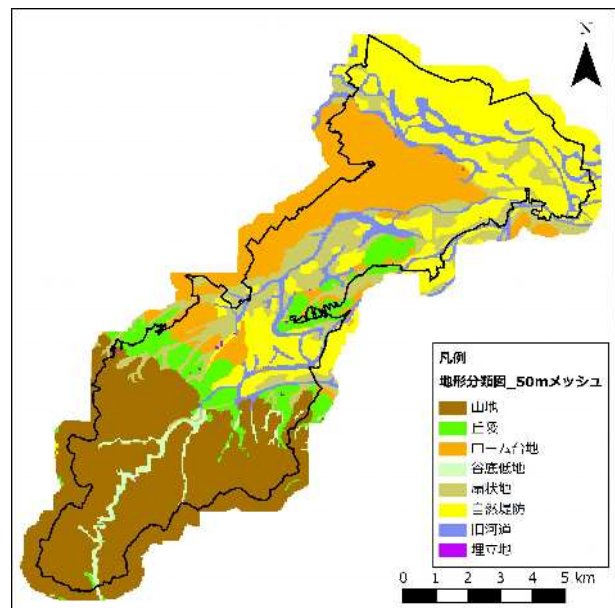 N
凡例
地形分類図_50mメッシュ
山地
丘陵
ローム台地
谷底低地
扇状地
自然堤防
旧河道
埋立地
0 1 2 3 4 5 km